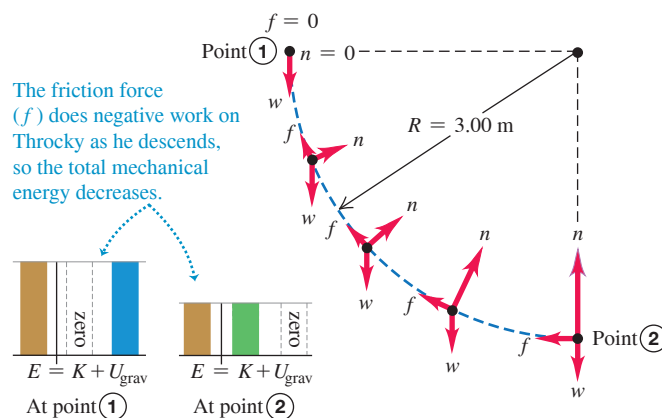 f = 0
Point 1 n = 0
w
The friction force
(f) does negative work on
Throcky as he descends,
so the total mechanical
energy decreases.
R = 3.00 m
f
n
w
f
n
w
f
n
w
n
f
Point 2
w
zero
zero
E = K + Ugrav
E = K + Ugrav
At point 1
At point 2